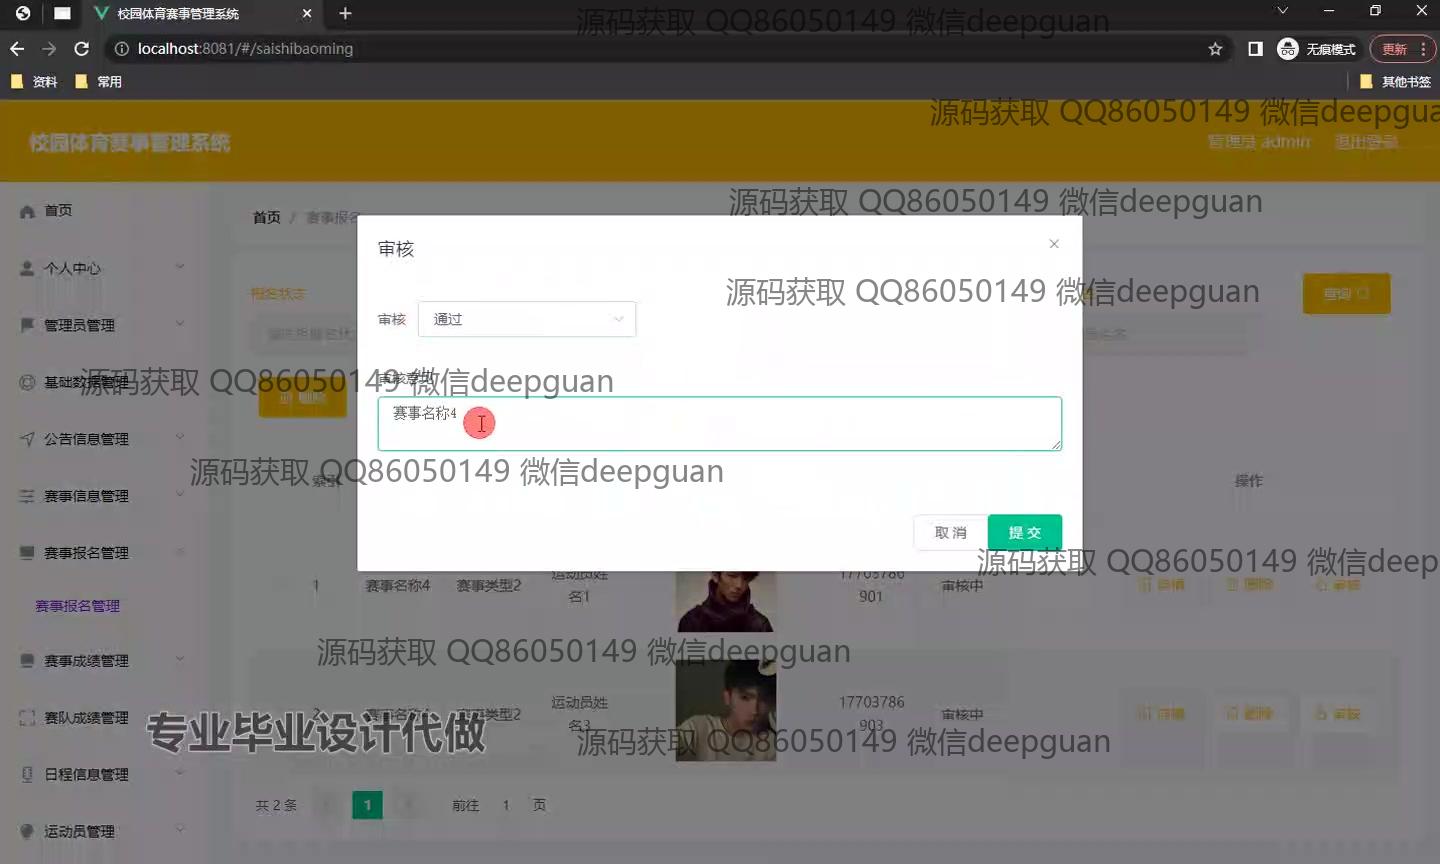 校园体育赛事管理系统
源码获取 QQ86050149 微信deepguan
localhost:8081/#/saishibaoming
无痕模式
更新
资料
常用
其他书签
源码获取 QQ86050149 微信deepgua
校园体育赛事管理系统
管理员 admin
退出登录
源码获取 QQ86050149 微信deepguan
首页
首页 / 赛事报名
审核
个人中心
源码获取 QQ86050149 微信deepguan
报名状态
查询
管理员管理
审核
通过
基础数据管理
源码获取 QQ86050149 微信deepguan
审核意见
删除
赛事名称4
公告信息管理
源码获取 QQ86050149 微信deepguan
索引
操作
赛事信息管理
取消
提交
赛事报名管理
源码获取 QQ86050149 微信deepg
1 赛事名称4 赛事类型2 运动员姓名1 17703786901 审核中 详情 删除 审核
赛事报名管理
源码获取 QQ86050149 微信deepguan
赛事成绩管理
赛队成绩管理
专业毕业设计代做
2 赛事类型2 运动员姓名3 17703786903 审核中 详情 删除 审核
源码获取 QQ86050149 微信deepguan
日程信息管理
共 2 条 1 前往 1 页
运动员管理